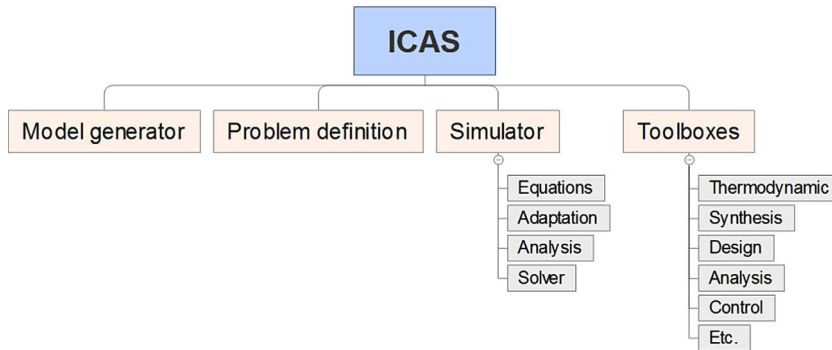 ICAS
Model generator
Problem definition
Simulator
Toolboxes
Equations
Adaptation
Analysis
Solver
Thermodynamic
Synthesis
Design
Analysis
Control
Etc.